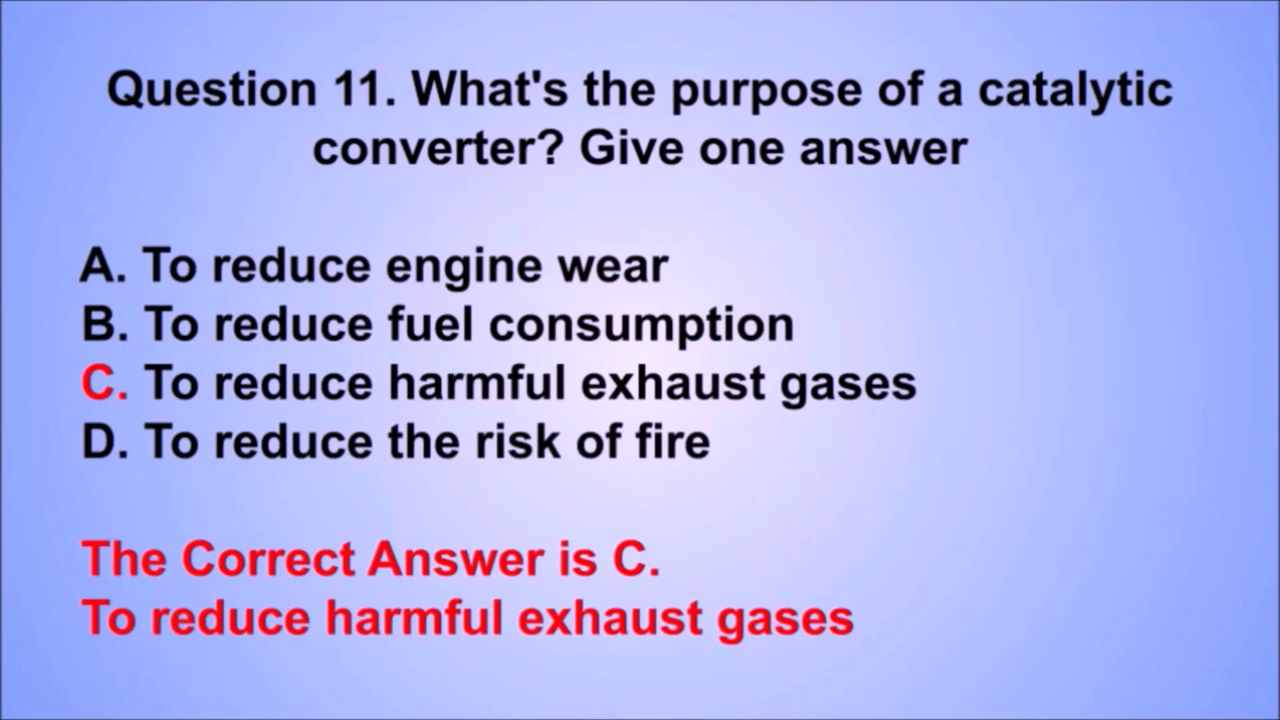 Question 11. What's the purpose of a catalytic
converter? Give one answer
A. To reduce engine wear
B. To reduce fuel consumption
C. To reduce harmful exhaust gases
D. To reduce the risk of fire
The Correct Answer is C.
To reduce harmful exhaust gases